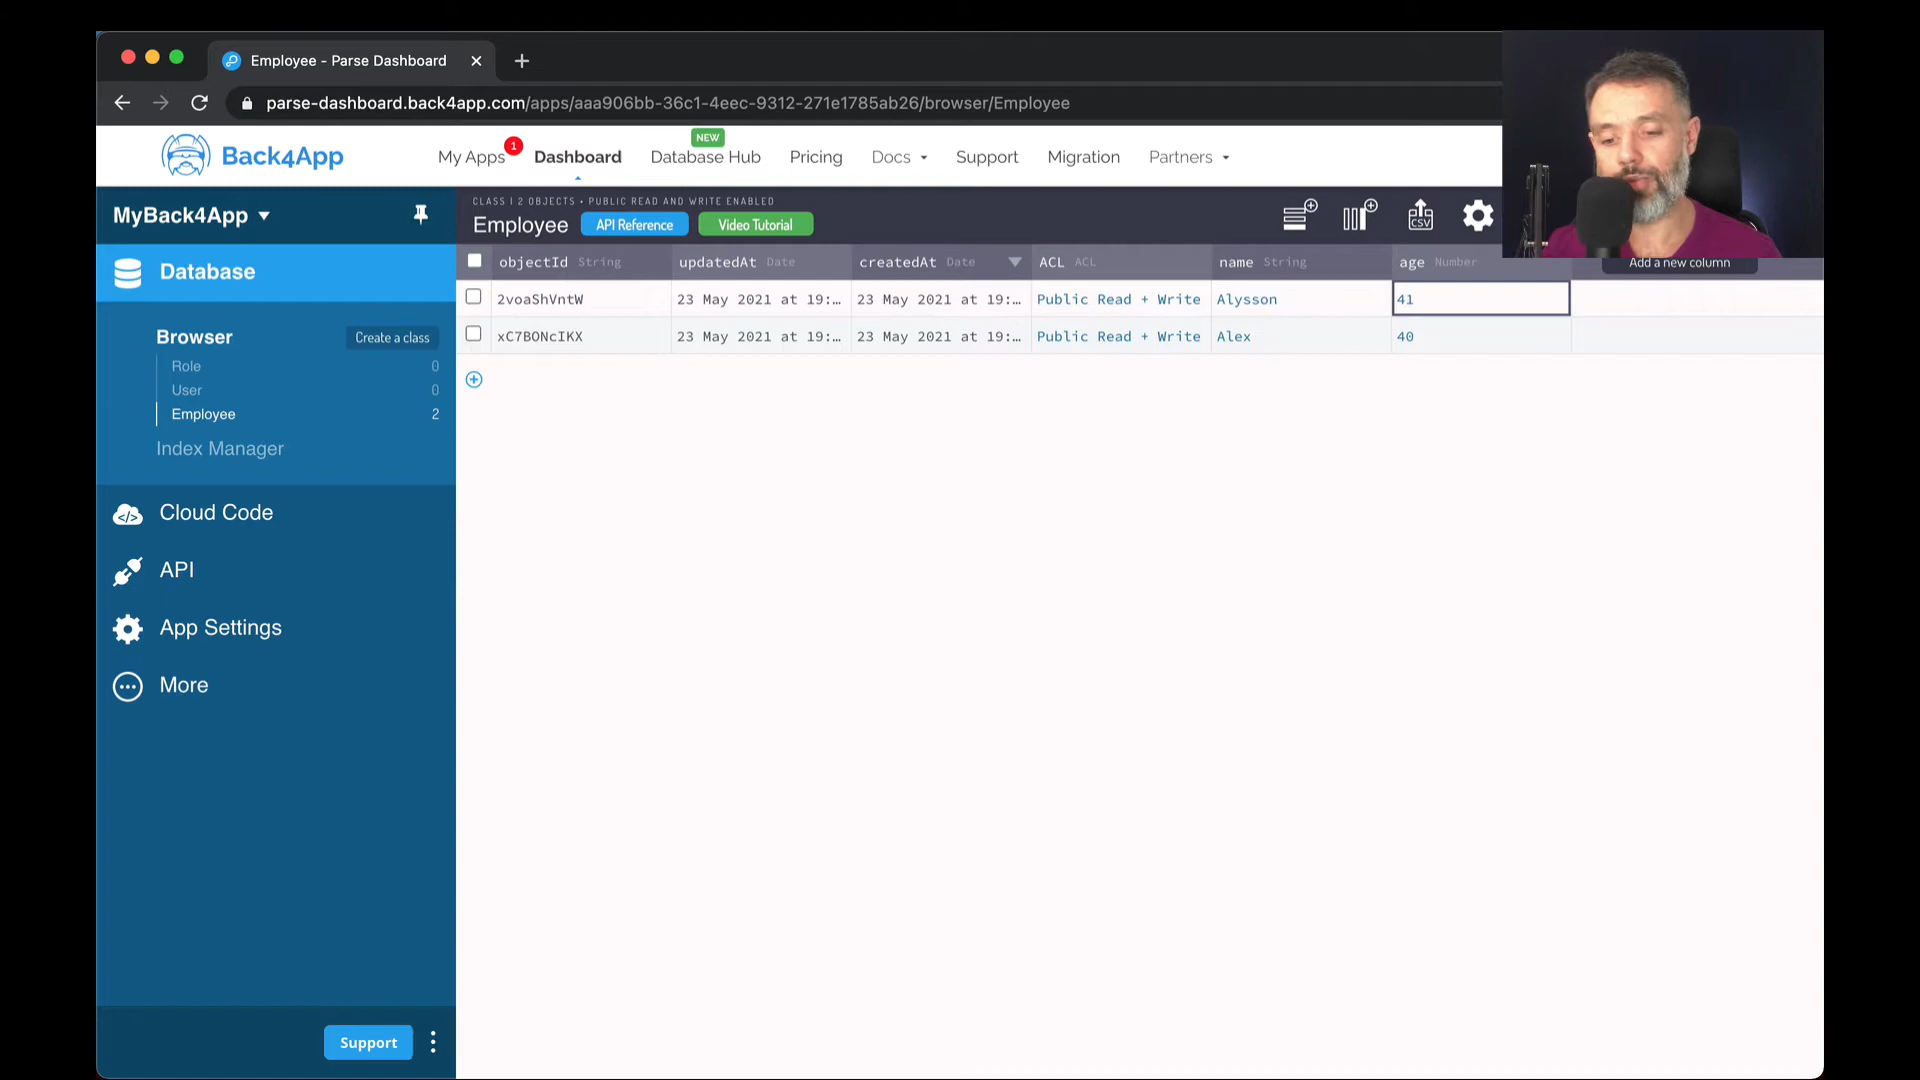 Employee - Parse Dashboard
parse-dashboard.back4app.com/apps/aaa906bb-36c1-4eec-9312-271e1785ab26/browser/Employee
Back4App
My Apps 1 Dashboard NEW Database Hub Pricing Docs Support Migration Partners
MyBack4App
CLASS | 2 OBJECTS • PUBLIC READ AND WRITE ENABLED
Employee API Reference Video Tutorial
CSV
Database
Browser Create a class
Role 0
User 0
Employee 2
Index Manager
Cloud Code
API
App Settings
More
Support
objectId String updatedAt Date createdAt Date ACL ACL name String age Number Add a new column
2voaShVntW 23 May 2021 at 19:… 23 May 2021 at 19:… Public Read + Write Alysson 41
xC7BONcIKX 23 May 2021 at 19:… 23 May 2021 at 19:… Public Read + Write Alex 40